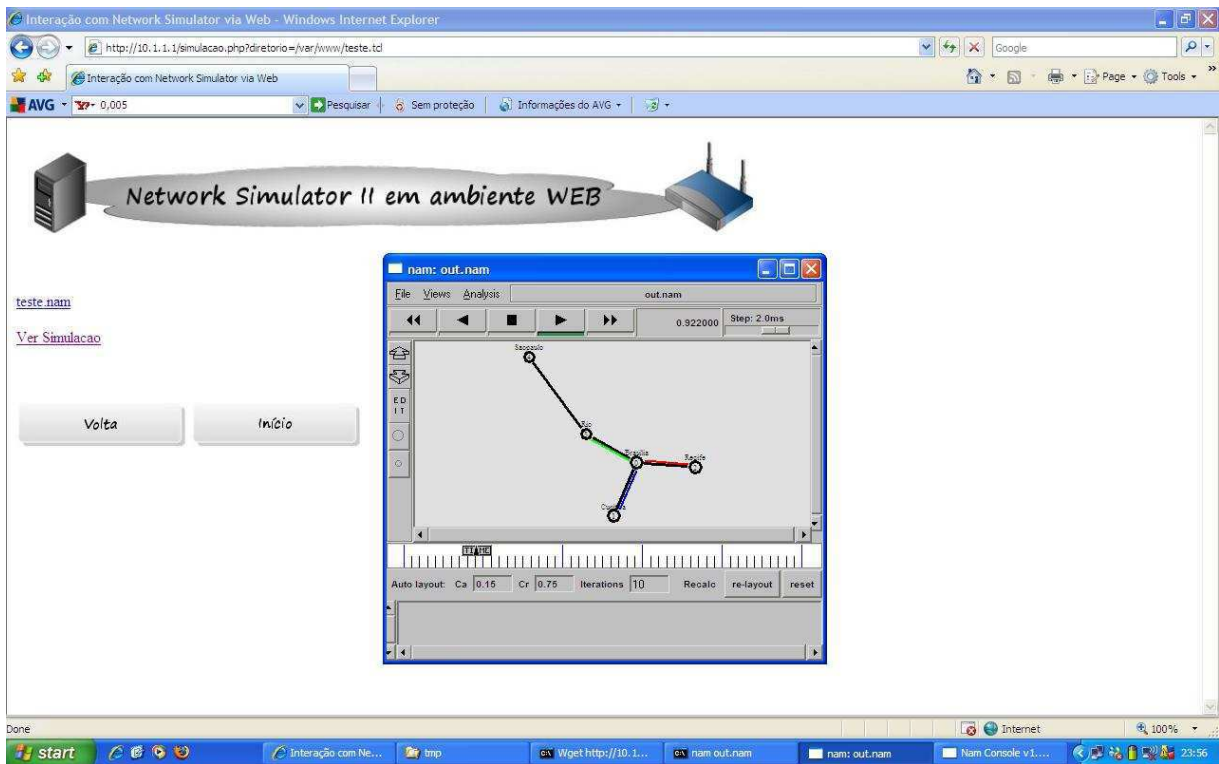 Interação com Network Simulator via Web - Windows Internet Explorer
http://10.1.1.1/simulacao.php?diretorio=/var/www/teste.tcl
Google
Interação com Network Simulator via Web
Page
Tools
AVG
0,005
Pesquisar
Sem proteção
Informações do AVG
Network Simulator II em ambiente WEB
teste.nam
Ver Simulacao
Volta
Início
nam: out.nam
File Views Analysis
out.nam
0.922000
Step: 2.0ms
Saopaulo
ED
IT
Rio
Brasilia
Recife
TIME
Auto layout: Ca 0.15 Cr 0.75 Iterations 10 Recalc re-layout reset
Done
Internet
100%
start
Interação com Ne...
tmp
Wget http://10.1...
nam out.nam
nam: out.nam
Nam Console v1....
23:56